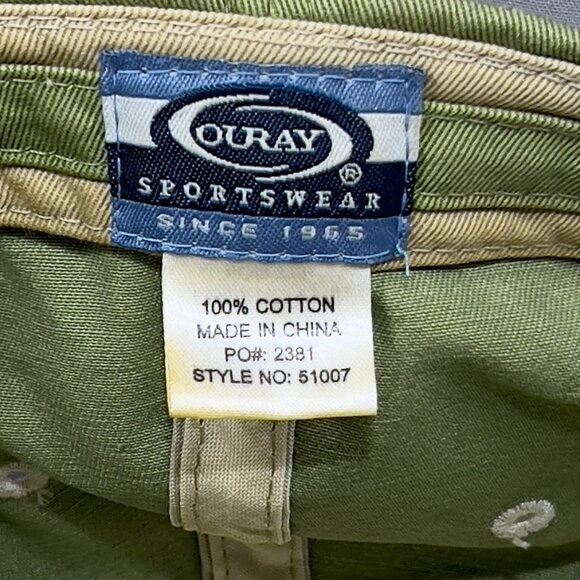 OURAY
®
SPORTSWEAR
SINCE 1965
100% COTTON
MADE IN CHINA
PO#: 2381
STYLE NO: 51007